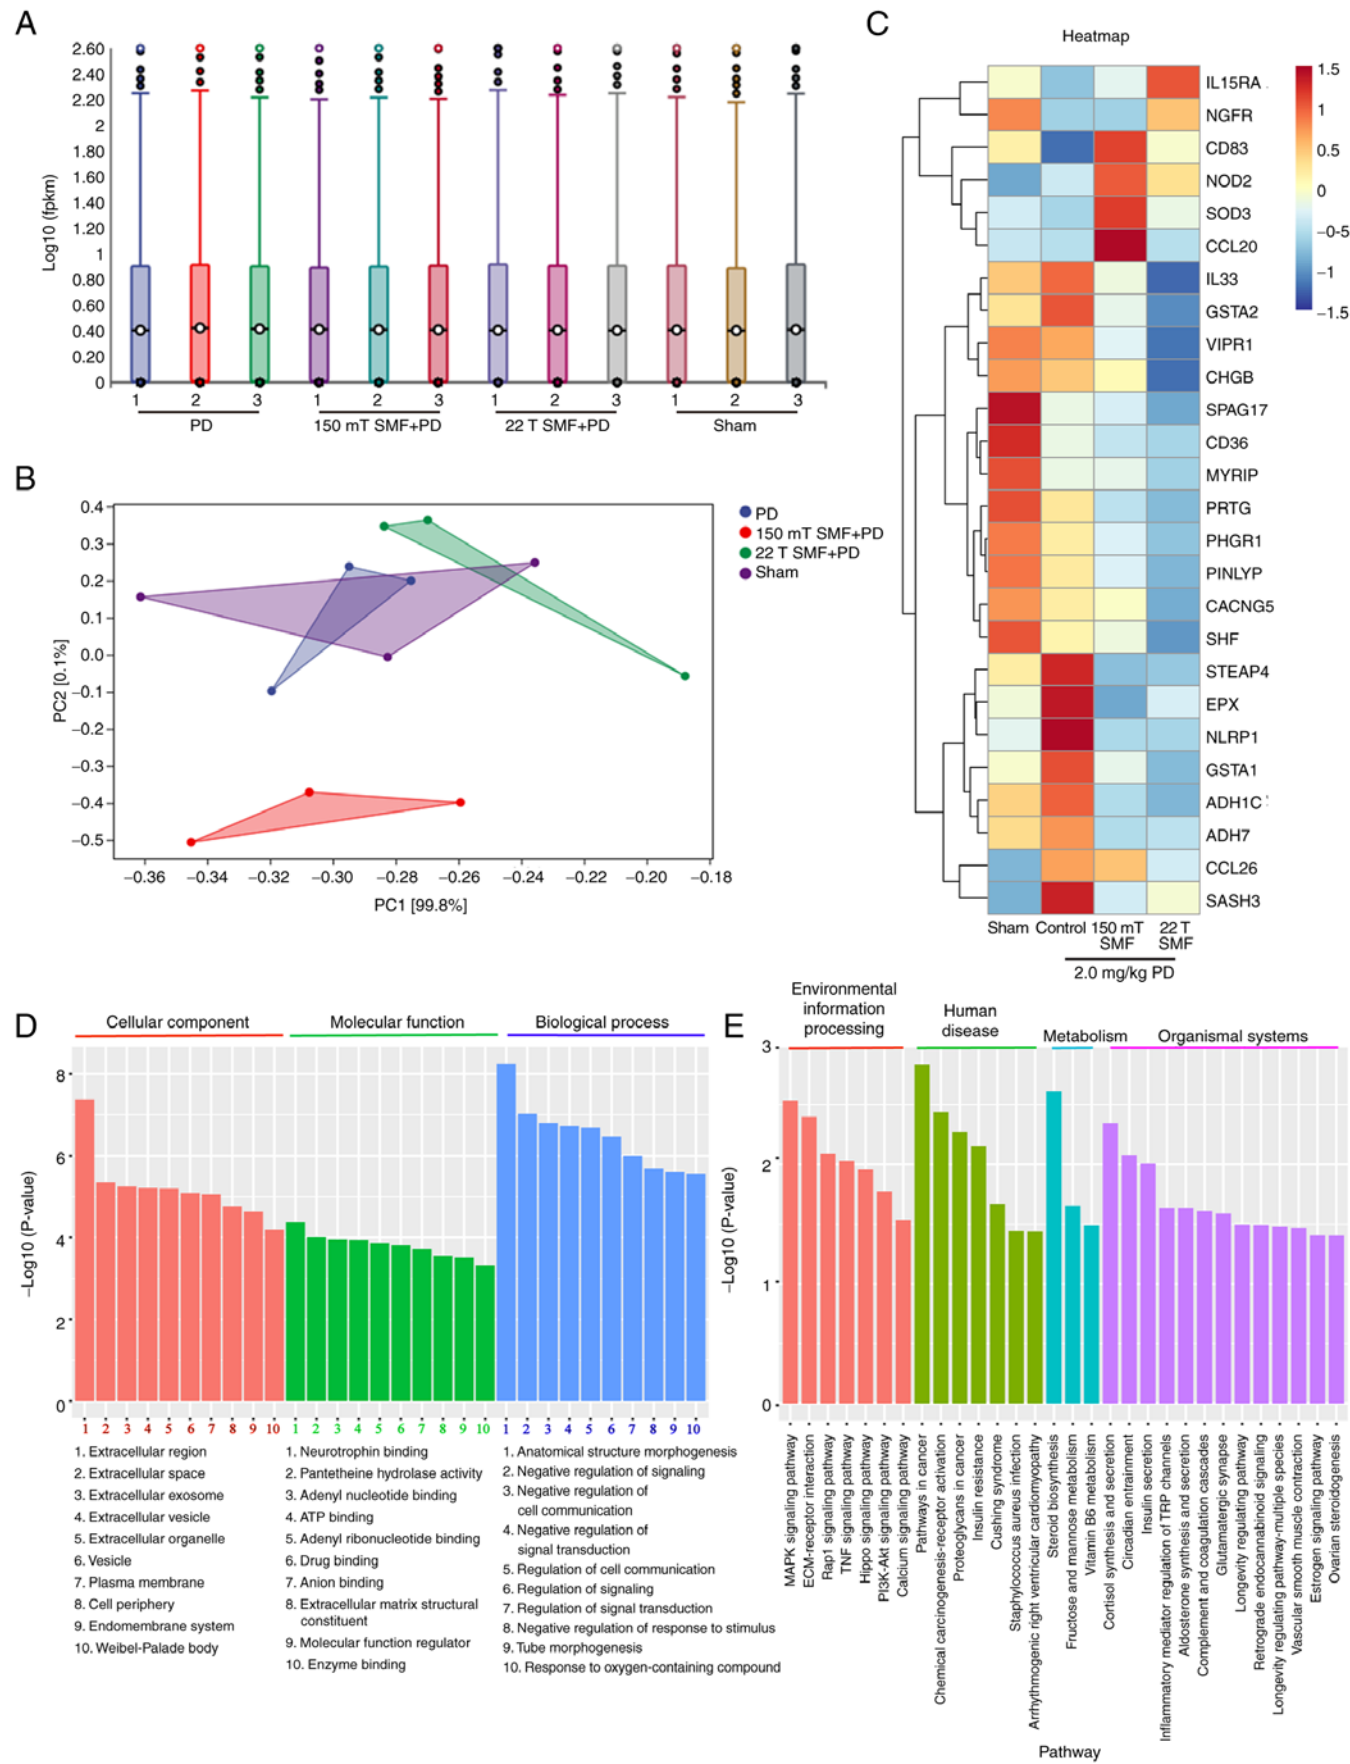 A
2.60
2.40
2.20
2
1.80
1.60
1.40
1.20
1
0.80
0.60
0.40
0.20
0
Log10 (fpkm)
1 2 3 1 2 3 1 2 3 1 2 3
PD 150 mT SMF+PD 22 T SMF+PD Sham
B
0.4
0.3
0.2
0.1
0.0
−0.1
−0.2
−0.3
−0.4
−0.5
PC2 [0.1%]
−0.36 −0.34 −0.32 −0.30 −0.28 −0.26 −0.24 −0.22 −0.20 −0.18
PC1 [99.8%]
PD
150 mT SMF+PD
22 T SMF+PD
Sham
C
Heatmap
IL15RA
NGFR
CD83
NOD2
SOD3
CCL20
IL33
GSTA2
VIPR1
CHGB
SPAG17
CD36
MYRIP
PRTG
PHGR1
PINLYP
CACNG5
SHF
STEAP4
EPX
NLRP1
GSTA1
ADH1C
ADH7
CCL26
SASH3
1.5
1
0.5
0
−0-5
−1
−1.5
Sham Control 150 mT 22 T
SMF SMF
2.0 mg/kg PD
D
Cellular component Molecular function Biological process
8
6
4
2
0
−Log10 (P-value)
1 2 3 4 5 6 7 8 9 10 1 2 3 4 5 6 7 8 9 10 1 2 3 4 5 6 7 8 9 10
1. Extracellular region
2. Extracellular space
3. Extracellular exosome
4. Extracellular vesicle
5. Extracellular organelle
6. Vesicle
7. Plasma membrane
8. Cell periphery
9. Endomembrane system
10. Weibel-Palade body
1. Neurotrophin binding
2. Pantetheine hydrolase activity
3. Adenyl nucleotide binding
4. ATP binding
5. Adenyl ribonucleotide binding
6. Drug binding
7. Anion binding
8. Extracellular matrix structural
constituent
9. Molecular function regulator
10. Enzyme binding
1. Anatomical structure morphogenesis
2. Negative regulation of signaling
3. Negative regulation of
cell communication
4. Negative regulation of
signal transduction
5. Regulation of cell communication
6. Regulation of signaling
7. Regulation of signal transduction
8. Negative regulation of response to stimulus
9. Tube morphogenesis
10. Response to oxygen-containing compound
E
Environmental
information
processing
Human
disease
Metabolism
Organismal systems
3
2
1
0
−Log10 (P-value)
MAPK signaling pathway
ECM-receptor interaction
Rap1 signaling pathway
TNF signaling pathway
Hippo signaling pathway
PI3K-Akt signaling pathway
Calcium signaling pathway
Pathways in cancer
Chemical carcinogenesis-receptor activation
Proteoglycans in cancer
Insulin resistance
Cushing syndrome
Staphylococcus aureus infection
Arrhythmogenic right ventricular cardiomyopathy
Steroid biosynthesis
Fructose and mannose metabolism
Vitamin B6 metabolism
Cortisol synthesis and secretion
Circadian entrainment
Insulin secretion
Inflammatory mediator regulation of TRP channels
Aldosterone synthesis and secretion
Complement and coagulation cascades
Glutamatergic synapse
Longevity regulating pathway
Retrograde endocannabinoid signaling
Longevity regulating pathway-multiple species
Vascular smooth muscle contraction
Estrogen signaling pathway
Ovarian steroidogenesis
Pathway